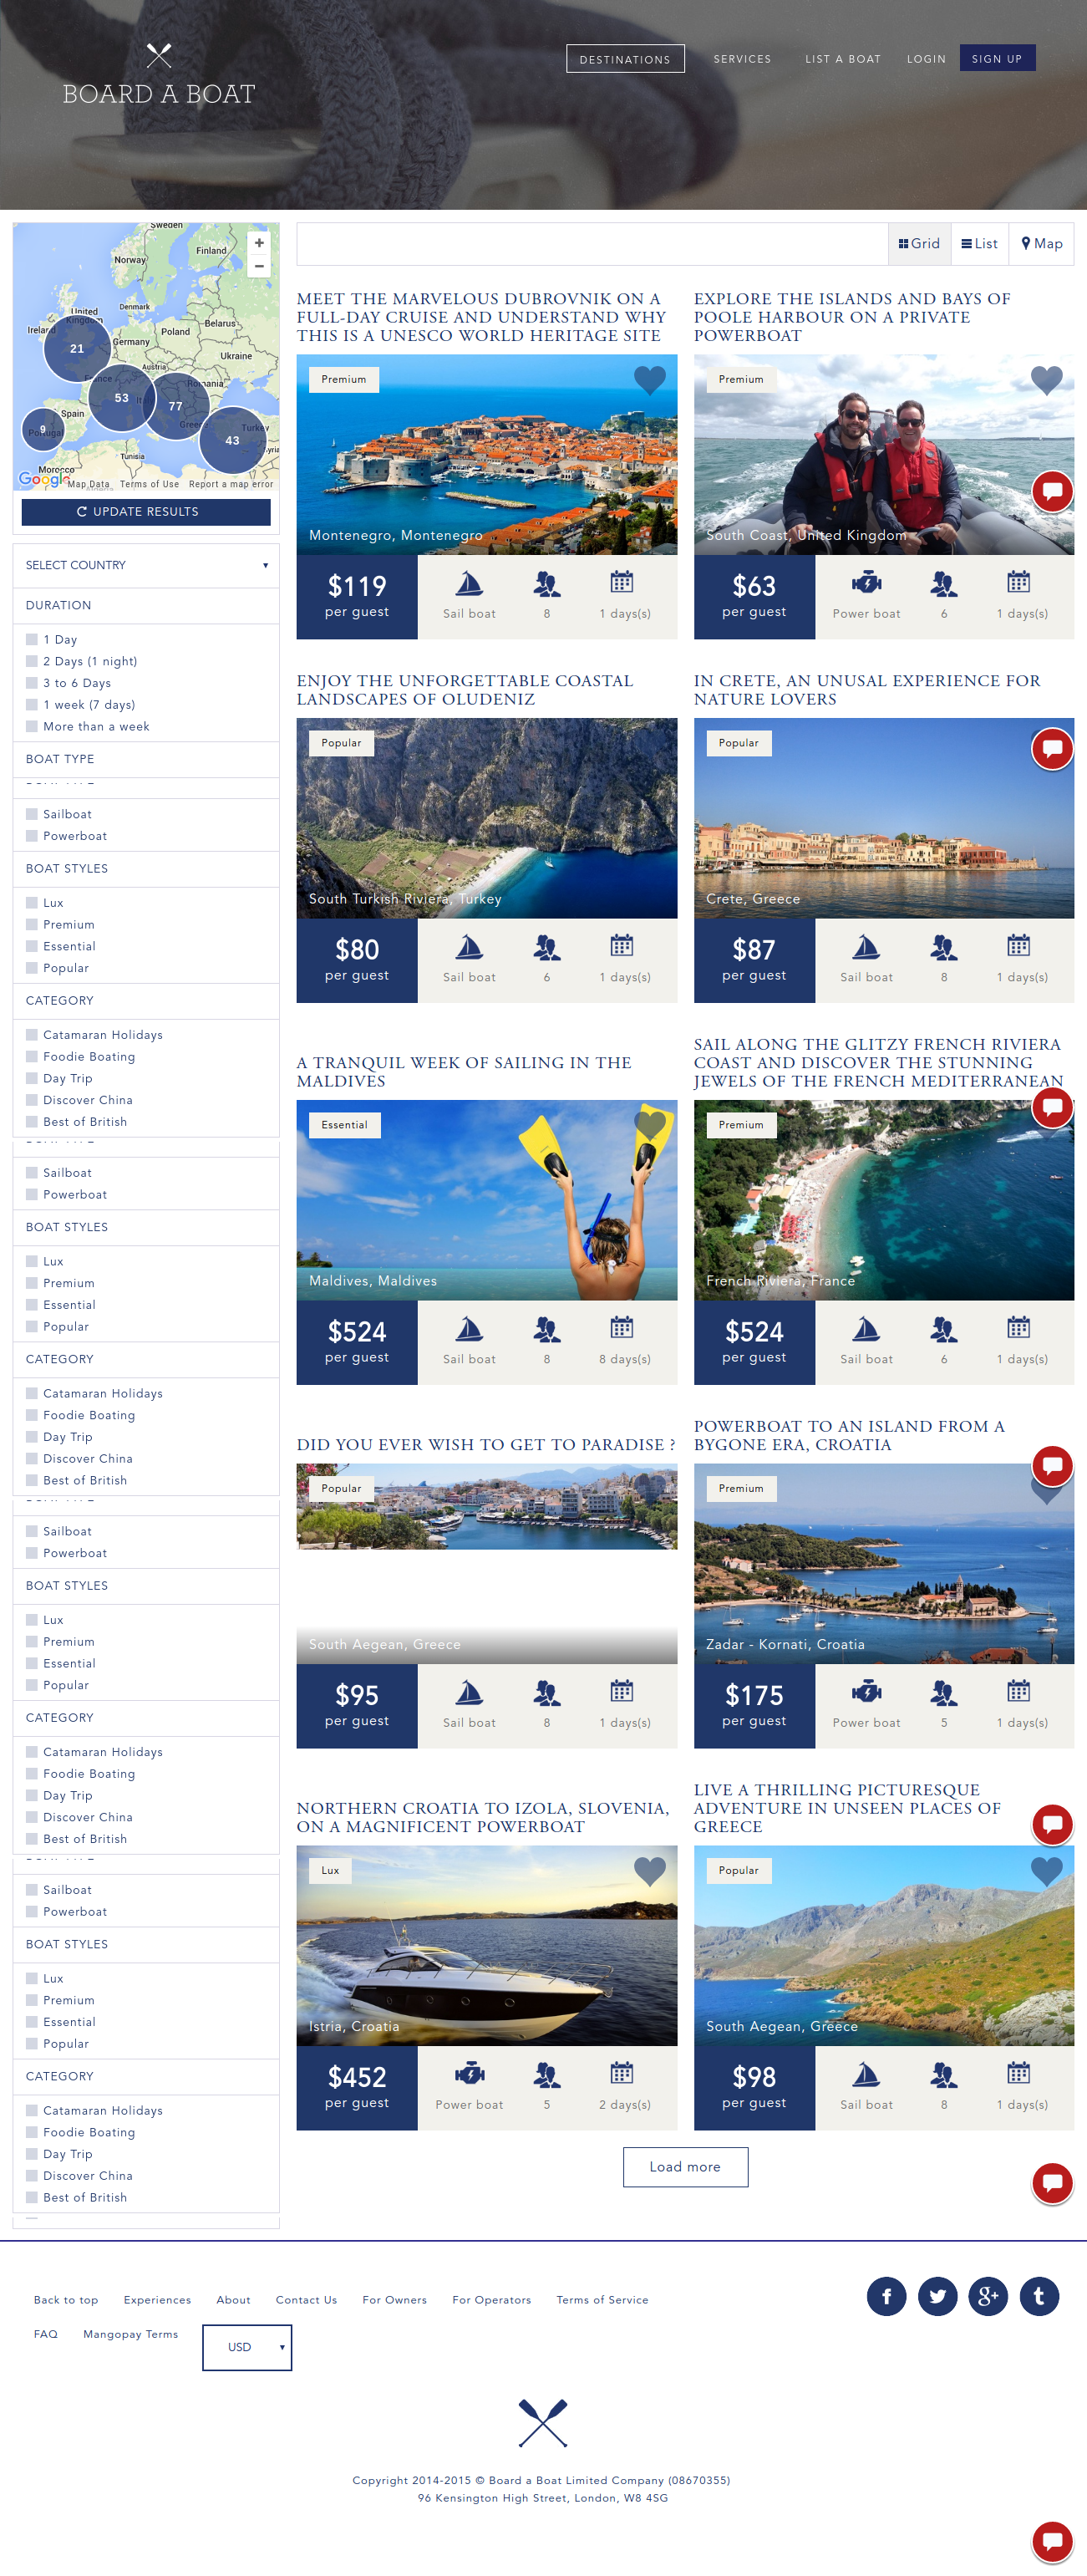 BOARD A BOAT
DESTINATIONS
SERVICES
LIST A BOAT
LOGIN
SIGN UP
Sweden
Finland
Norway
Denmark
United
Kingdom
Ireland
Belarus
Poland
21
Germany
Ukraine
Austria
France
Romania
53
77
Spain
Greece
Turkey
9
Portugal
43
Tunisia
Syria
Morocco
Google
Map Data
Terms of Use
Report a map error
Algeria
UPDATE RESULTS
SELECT COUNTRY
DURATION
1 Day
2 Days (1 night)
3 to 6 Days
1 week (7 days)
More than a week
BOAT TYPE
Sailboat
Powerboat
BOAT STYLES
Lux
Premium
Essential
Popular
CATEGORY
Catamaran Holidays
Foodie Boating
Day Trip
Discover China
Best of British
Sailboat
Powerboat
BOAT STYLES
Lux
Premium
Essential
Popular
CATEGORY
Catamaran Holidays
Foodie Boating
Day Trip
Discover China
Best of British
Sailboat
Powerboat
BOAT STYLES
Lux
Premium
Essential
Popular
CATEGORY
Catamaran Holidays
Foodie Boating
Day Trip
Discover China
Best of British
Sailboat
Powerboat
BOAT STYLES
Lux
Premium
Essential
Popular
CATEGORY
Catamaran Holidays
Foodie Boating
Day Trip
Discover China
Best of British
Grid
List
Map
MEET THE MARVELOUS DUBROVNIK ON A
FULL-DAY CRUISE AND UNDERSTAND WHY
THIS IS A UNESCO WORLD HERITAGE SITE
Premium
Montenegro, Montenegro
$119
per guest
Sail boat
8
1 days(s)
EXPLORE THE ISLANDS AND BAYS OF
POOLE HARBOUR ON A PRIVATE
POWERBOAT
Premium
South Coast, United Kingdom
$63
per guest
Power boat
6
1 days(s)
ENJOY THE UNFORGETTABLE COASTAL
LANDSCAPES OF OLUDENIZ
Popular
South Turkish Riviera, Turkey
$80
per guest
Sail boat
6
1 days(s)
IN CRETE, AN UNUSAL EXPERIENCE FOR
NATURE LOVERS
Popular
Crete, Greece
$87
per guest
Sail boat
8
1 days(s)
A TRANQUIL WEEK OF SAILING IN THE
MALDIVES
Essential
Maldives, Maldives
$524
per guest
Sail boat
8
8 days(s)
SAIL ALONG THE GLITZY FRENCH RIVIERA
COAST AND DISCOVER THE STUNNING
JEWELS OF THE FRENCH MEDITERRANEAN
Premium
French Riviera, France
$524
per guest
Sail boat
6
1 days(s)
DID YOU EVER WISH TO GET TO PARADISE ?
Popular
South Aegean, Greece
$95
per guest
Sail boat
8
1 days(s)
POWERBOAT TO AN ISLAND FROM A
BYGONE ERA, CROATIA
Premium
Zadar - Kornati, Croatia
$175
per guest
Power boat
5
1 days(s)
NORTHERN CROATIA TO IZOLA, SLOVENIA,
ON A MAGNIFICENT POWERBOAT
Lux
Istria, Croatia
$452
per guest
Power boat
5
2 days(s)
LIVE A THRILLING PICTURESQUE
ADVENTURE IN UNSEEN PLACES OF
GREECE
Popular
South Aegean, Greece
$98
per guest
Sail boat
8
1 days(s)
Load more
Back to top
Experiences
About
Contact Us
For Owners
For Operators
Terms of Service
FAQ
Mangopay Terms
USD
Copyright 2014-2015 © Board a Boat Limited Company (08670355)
96 Kensington High Street, London, W8 4SG